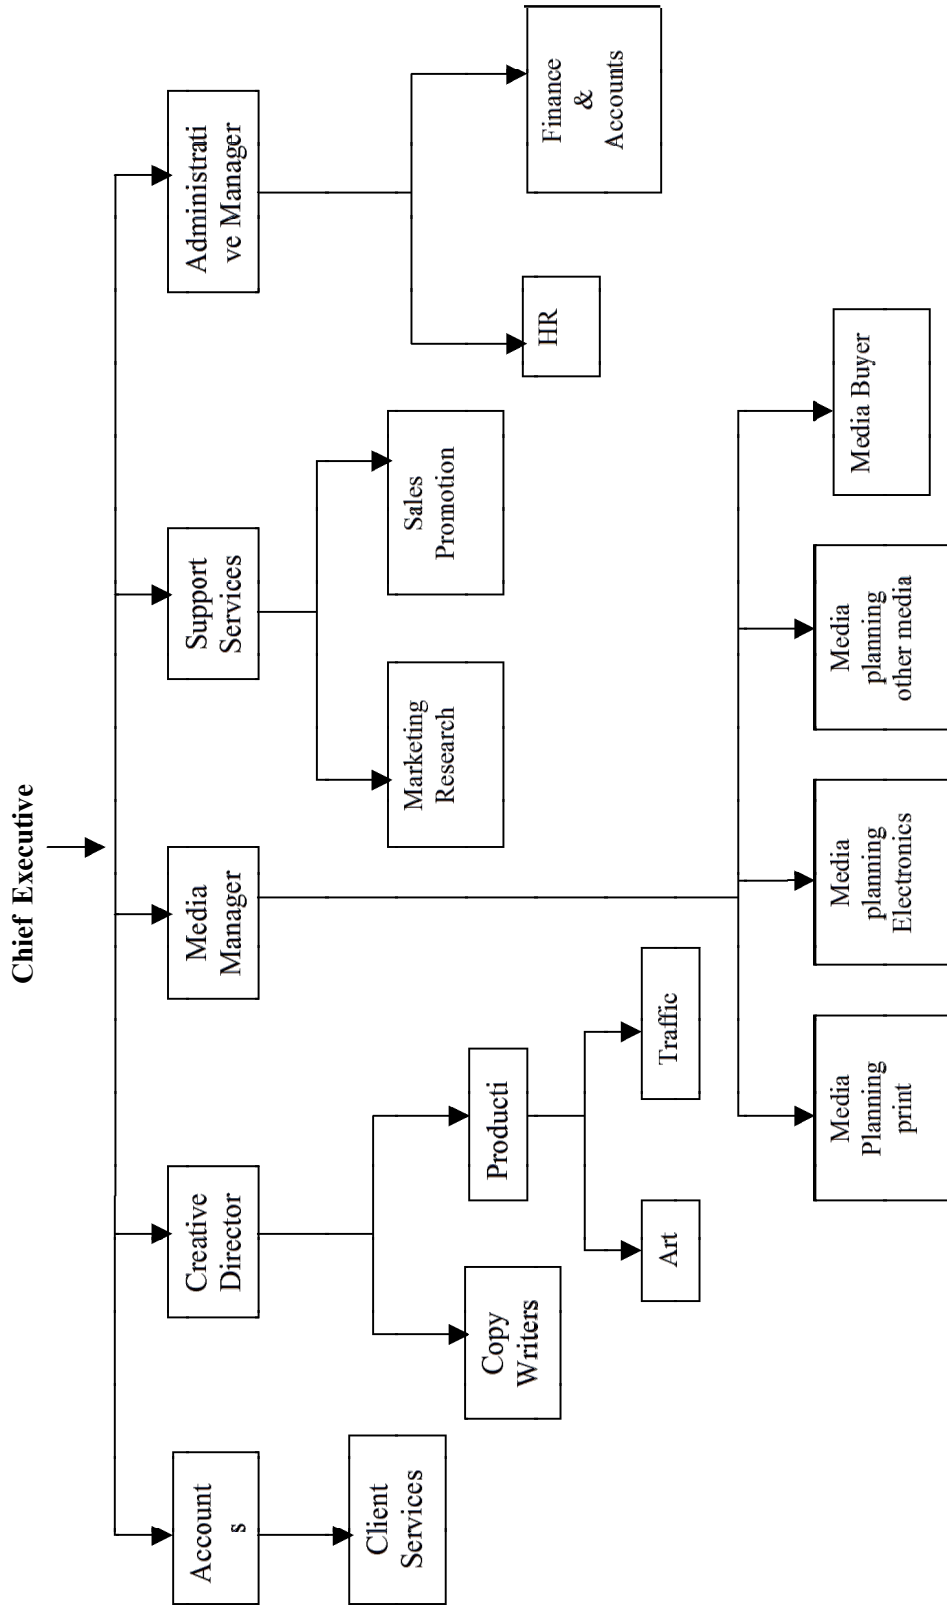 Chief Executive
Account
s
Creative
Director
Media
Manager
Support
Services
Administrati
ve Manager
Client
Services
Copy
Writers
Producti
Marketing
Research
Sales
Promotion
HR
Finance
&
Accounts
Art
Traffic
Media
Planning
print
Media
planning
Electronics
Media
planning
other media
Media Buyer